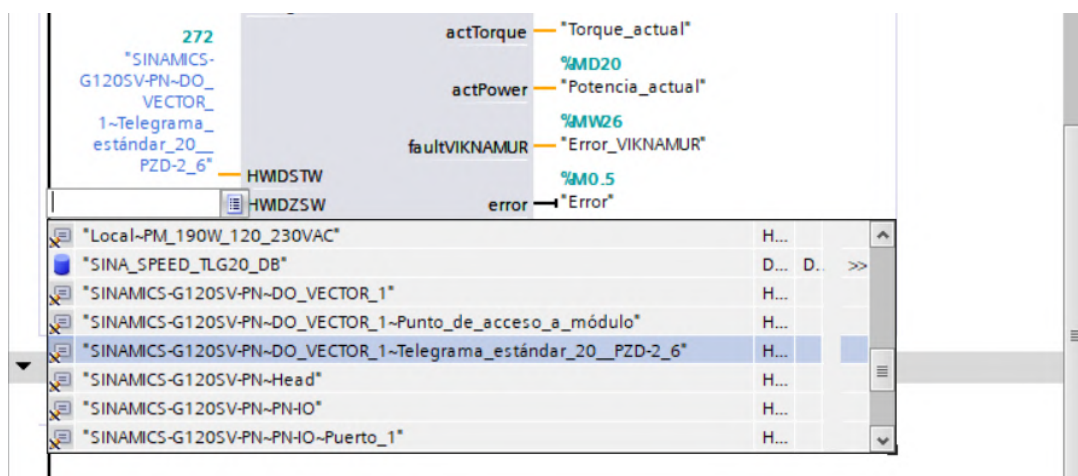 actTorque "Torque_actual"
272
"SINAMICS-
G120SV-PN~DO_
VECTOR_
1~Telegrama_
estándar_20__
PZD-2_6"
%MD20
actPower "Potencia_actual"
%MW26
faultVIKNAMUR "Error_VIKNAMUR"
HWIDSTW
%M0.5
HWIDZSW error "Error"
"Local~PM_190W_120_230VAC" H...
"SINA_SPEED_TLG20_DB" D... D.. >>
"SINAMICS-G120SV-PN~DO_VECTOR_1" H...
"SINAMICS-G120SV-PN~DO_VECTOR_1~Punto_de_acceso_a_módulo" H...
"SINAMICS-G120SV-PN~DO_VECTOR_1~Telegrama_estándar_20__PZD-2_6" H...
"SINAMICS-G120SV-PN~Head" H...
"SINAMICS-G120SV-PN~PN-IO" H...
"SINAMICS-G120SV-PN~PN-IO~Puerto_1" H...